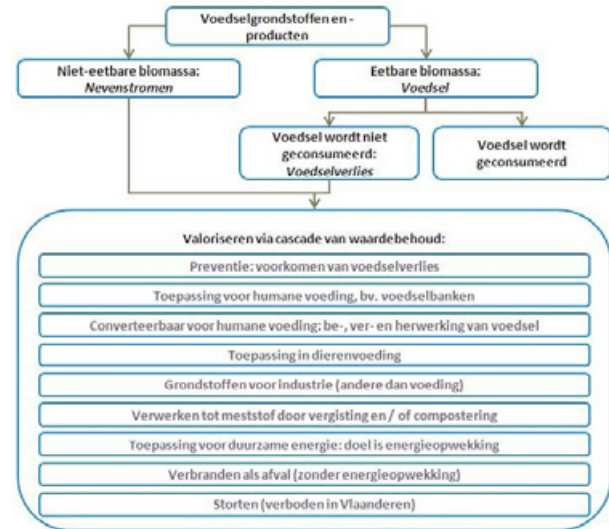 Voedselgrondstoffen en -
producten
Niet-eetbare biomassa:
Nevenstromen
Eetbare biomassa:
Voedsel
Voedsel wordt niet
geconsumeerd:
Voedselverlies
Voedsel wordt
geconsumeerd
Valoriseren via cascade van waardebehoud:
Preventie: voorkomen van voedselverlies
Toepassing voor humane voeding, bv. voedselbanken
Converteerbaar voor humane voeding: be-, ver- en herwerking van voedsel
Toepassing in dierenvoeding
Grondstoffen voor industrie (andere dan voeding)
Verwerken tot meststof door vergisting en / of compostering
Toepassing voor duurzame energie: doel is energieopwekking
Verbranden als afval (zonder energieopwekking)
Storten (verboden in Vlaanderen)